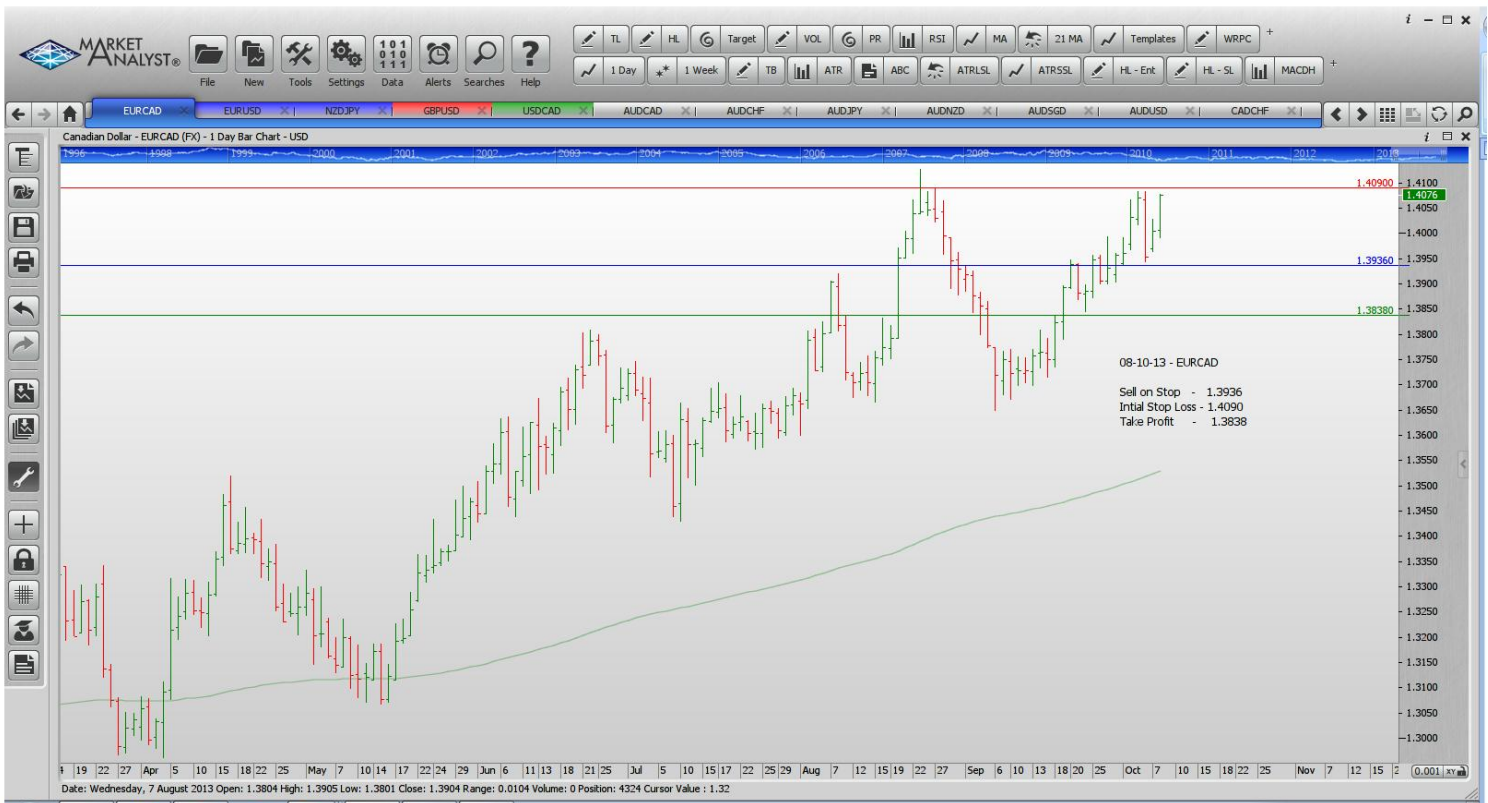 MARKET
ANALYST®
File New Tools Settings Data Alerts Searches Help
TL HL Target VOL PR RSI MA 21 MA Templates WRPC +
1 Day 1 Week TB ATR ABC ATRLSL ATRSSL HL - Ent HL - SL MACDH +
EURCAD EURUSD NZDJPY GBPUSD USDCAD AUDCAD AUDCHF AUDJPY AUDNZD AUDSGD AUDUSD CADCHF
Canadian Dollar - EURCAD (FX) - 1 Day Bar Chart - USD
1996 1998 1999 2000 2001 2002 2003 2004 2005 2006 2007 2008 2009 2010 2011 2012 2013
1.40900
1.4100
1.4076
1.4050
1.4000
1.3950
1.39360
1.3900
1.3850
1.38380
1.3800
1.3750
1.3700
1.3650
1.3600
1.3550
1.3500
1.3450
1.3400
1.3350
1.3300
1.3250
1.3200
1.3150
1.3100
1.3050
1.3000
08-10-13 - EURCAD
Sell on Stop - 1.3936
Intial Stop Loss - 1.4090
Take Profit - 1.3838
19 22 27 Apr 5 10 15 18 22 25 May 7 10 14 17 22 24 29 Jun 6 11 13 18 21 25 Jul 5 10 15 17 22 25 29 Aug 7 12 15 19 22 27 Sep 6 10 13 18 20 25 Oct 7 10 15 18 22 25 Nov 7 12 15 0.001 XY
Date: Wednesday, 7 August 2013 Open: 1.3804 High: 1.3905 Low: 1.3801 Close: 1.3904 Range: 0.0104 Volume: 0 Position: 4324 Cursor Value : 1.32